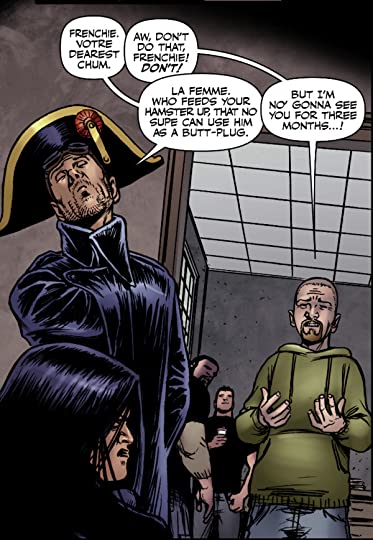 FRENCHIE.
VOTRE
DEAREST
CHUM.
AW, DON'T
DO THAT,
FRENCHIE!
DON'T!
LA FEMME.
WHO FEEDS YOUR
HAMSTER UP, THAT NO
SUPE CAN USE HIM
AS A BUTT-PLUG.
BUT I'M
NO' GONNA SEE
YOU FOR THREE
MONTHS...!